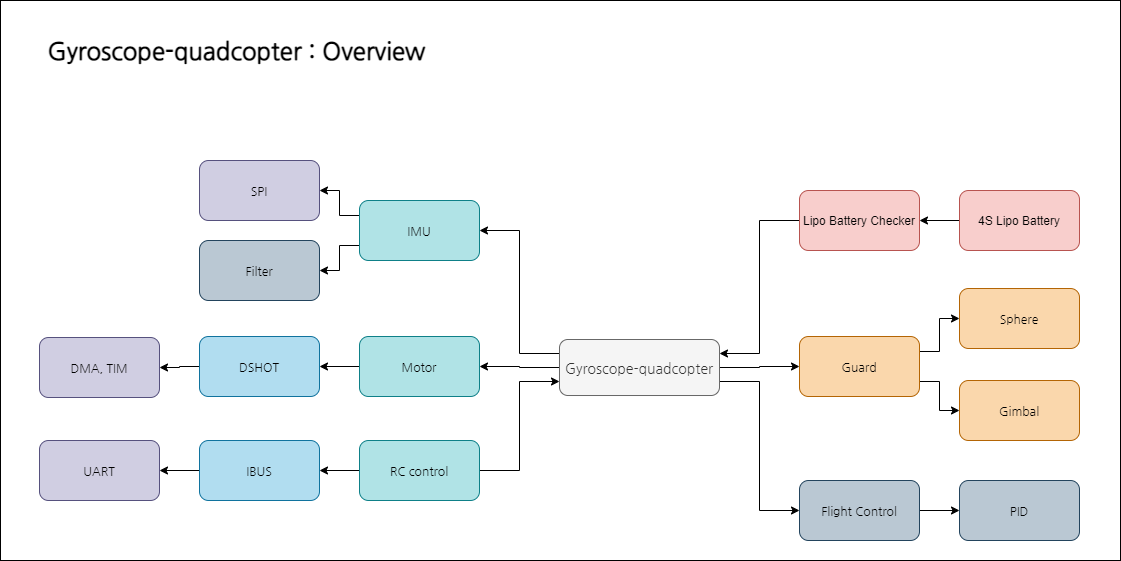 Gyroscope-quadcopter : Overview
SPI
IMU
Filter
DMA, TIM
DSHOT
Motor
UART
IBUS
RC control
Gyroscope-quadcopter
Lipo Battery Checker
4S Lipo Battery
Sphere
Guard
Gimbal
Flight Control
PID